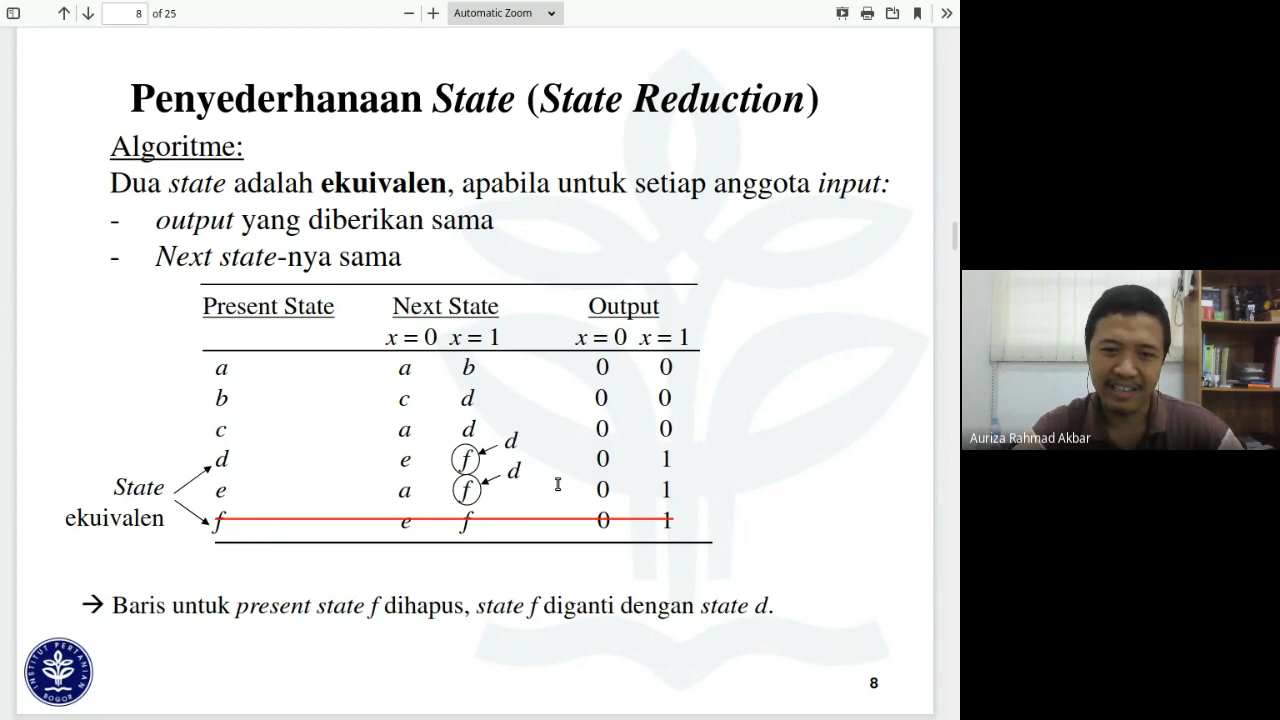 8 of 25
Automatic Zoom
Penyederhanaan State (State Reduction)
Algoritme:
Dua state adalah ekuivalen, apabila untuk setiap anggota input:
- output yang diberikan sama
- Next state-nya sama
Present State Next State Output
x = 0 x = 1 x = 0 x = 1
a a b 0 0
b c d 0 0
c a d 0 0
d e f d 0 1
e a f d 0 1
f e f 0 1
State
ekuivalen
→ Baris untuk present state f dihapus, state f diganti dengan state d.
INSTITUT PERTANIAN
BOGOR
8
Auriza Rahmad Akbar